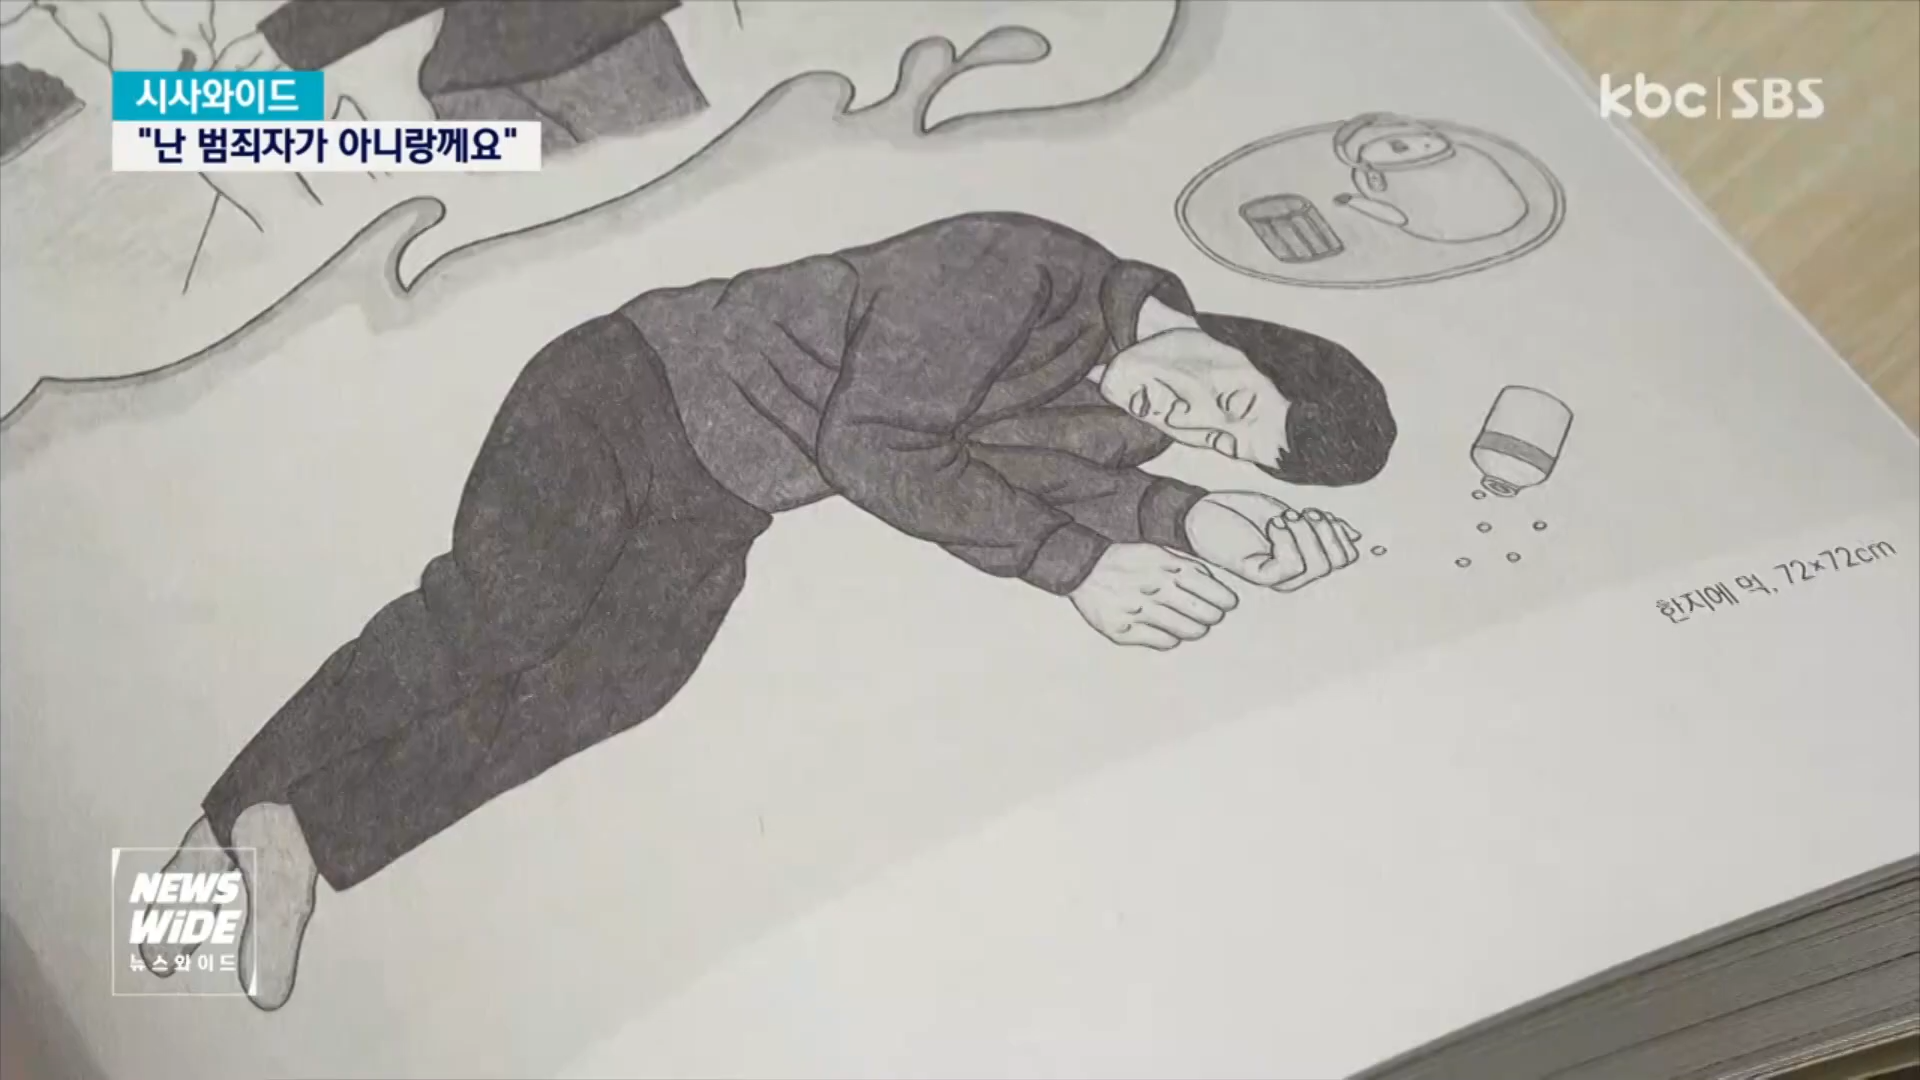 시사와이드
"난 범죄자가 아니랑께요"
kbc SBS
한지에 먹, 72×72cm
NEWS
WiDE
뉴스와이드